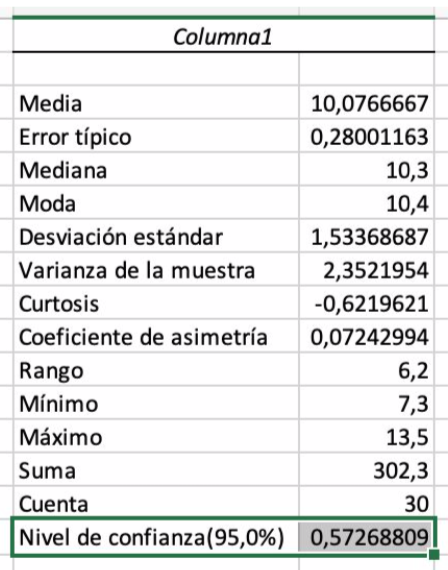 Columna1
Media 10,0766667
Error típico 0,28001163
Mediana 10,3
Moda 10,4
Desviación estándar 1,53368687
Varianza de la muestra 2,3521954
Curtosis -0,6219621
Coeficiente de asimetría 0,07242994
Rango 6,2
Mínimo 7,3
Máximo 13,5
Suma 302,3
Cuenta 30
Nivel de confianza(95,0%) 0,57268809